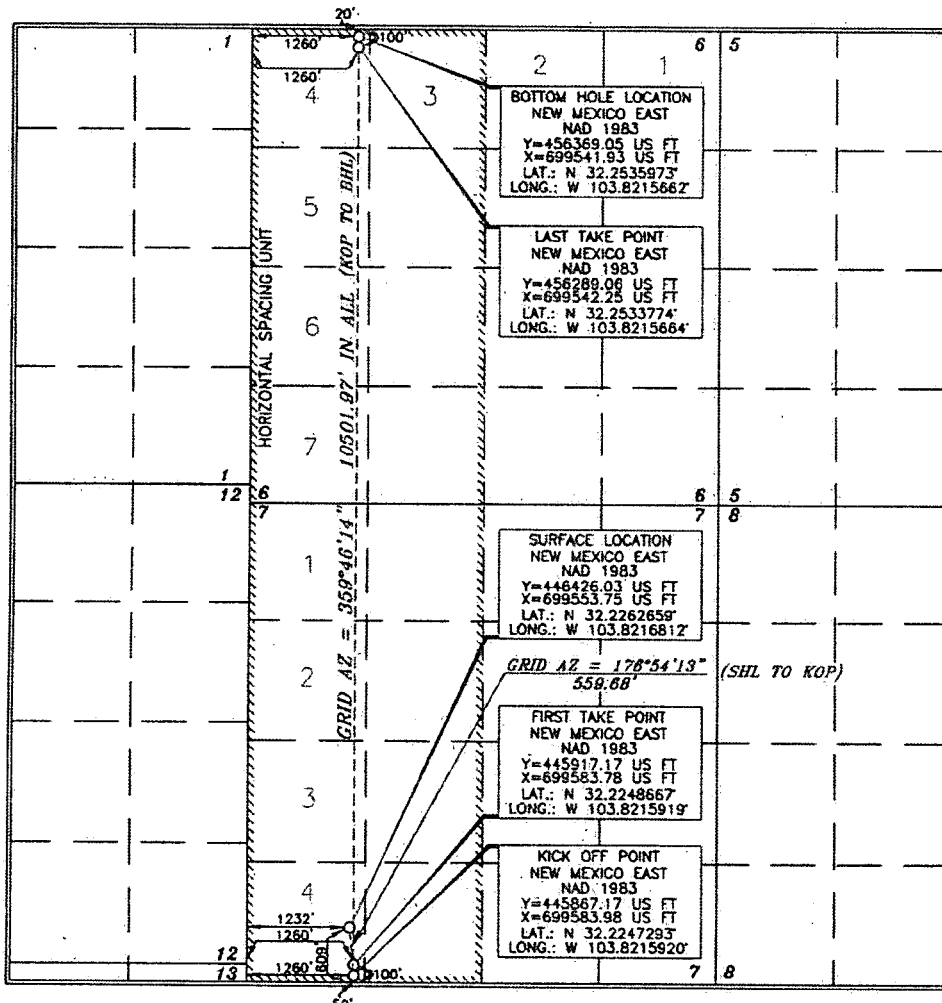 20'
1
1260'
100'
6 5
1260'
4
3
2
1
BOTTOM HOLE LOCATION
NEW MEXICO EAST
NAD 1983
Y=456369.05 US FT
X=699541.93 US FT
LAT.: N 32.2535973°
LONG.: W 103.8215662°
5
LAST TAKE POINT
NEW MEXICO EAST
NAD 1983
Y=456289.06 US FT
X=699542.25 US FT
LAT.: N 32.2533774°
LONG.: W 103.8215664°
HORIZONTAL SPACING UNIT
6
10501.97' IN ALL (KOP TO BHL)
7
1
12
6
7
6 5
7 8
GRID AZ = 359°46'14"
1
SURFACE LOCATION
NEW MEXICO EAST
NAD 1983
Y=446426.03 US FT
X=699553.75 US FT
LAT.: N 32.2262659°
LONG.: W 103.8216812°
2
GRID AZ = 176°54'13" (SHL TO KOP)
559.68'
FIRST TAKE POINT
NEW MEXICO EAST
NAD 1983
Y=445917.17 US FT
X=699583.78 US FT
LAT.: N 32.2248667°
LONG.: W 103.8215919°
3
KICK OFF POINT
NEW MEXICO EAST
NAD 1983
Y=445867.17 US FT
X=699583.98 US FT
LAT.: N 32.2247293°
LONG.: W 103.8215920°
4
1232'
1260'
609'
12
13
1260'
100'
7 8
50'